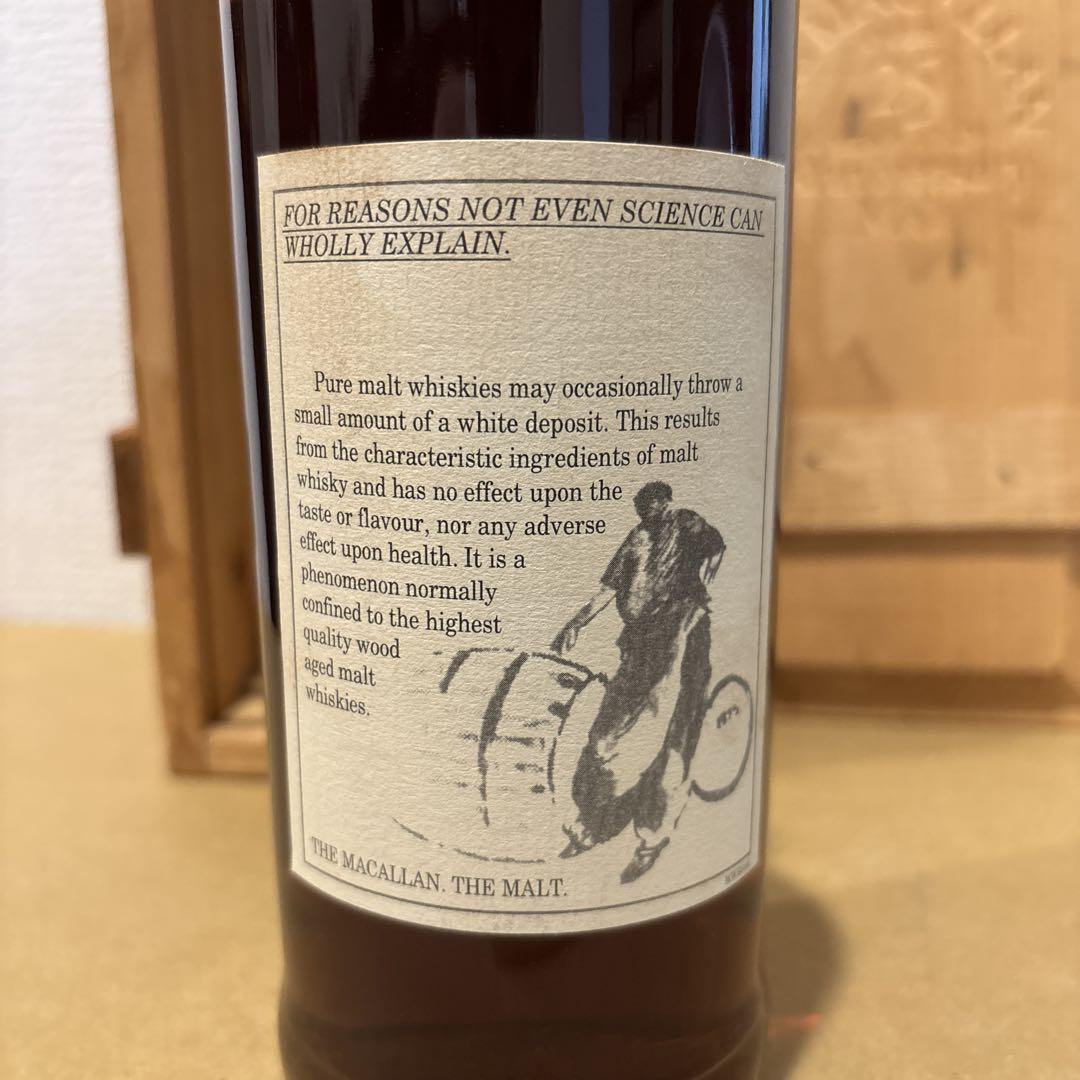 FOR REASONS NOT EVEN SCIENCE CAN
WHOLLY EXPLAIN.
Pure malt whiskies may occasionally throw a
small amount of a white deposit. This results
from the characteristic ingredients of malt
whisky and has no effect upon the
taste or flavour, nor any adverse
effect upon health. It is a
phenomenon normally
confined to the highest
quality wood
aged malt
whiskies.
THE MACALLAN. THE MALT.